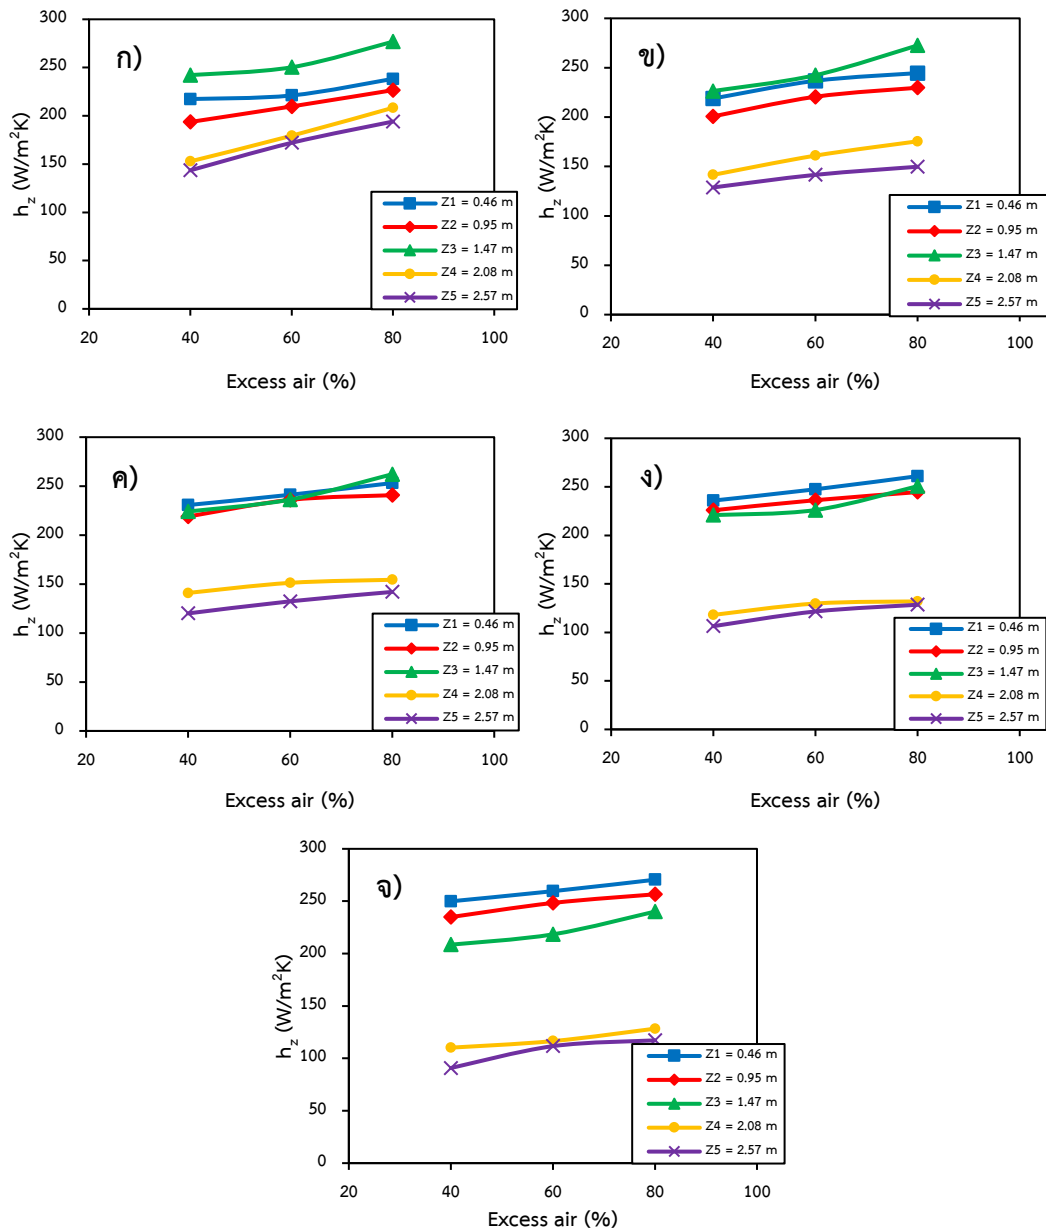 ก)
300
250
200
150
100
50
0
h_z (W/m²K)
20 40 60 80 100
Excess air (%)
Z1 = 0.46 m
Z2 = 0.95 m
Z3 = 1.47 m
Z4 = 2.08 m
Z5 = 2.57 m
ข)
300
250
200
150
100
50
0
h_z (W/m²K)
20 40 60 80 100
Excess air (%)
Z1 = 0.46 m
Z2 = 0.95 m
Z3 = 1.47 m
Z4 = 2.08 m
Z5 = 2.57 m
ค)
300
250
200
150
100
50
0
h_z (W/m²K)
20 40 60 80 100
Excess air (%)
Z1 = 0.46 m
Z2 = 0.95 m
Z3 = 1.47 m
Z4 = 2.08 m
Z5 = 2.57 m
ง)
300
250
200
150
100
50
0
h_z (W/m²K)
20 40 60 80 100
Excess air (%)
Z1 = 0.46 m
Z2 = 0.95 m
Z3 = 1.47 m
Z4 = 2.08 m
Z5 = 2.57 m
จ)
300
250
200
150
100
50
0
h_z (W/m²K)
20 40 60 80 100
Excess air (%)
Z1 = 0.46 m
Z2 = 0.95 m
Z3 = 1.47 m
Z4 = 2.08 m
Z5 = 2.57 m